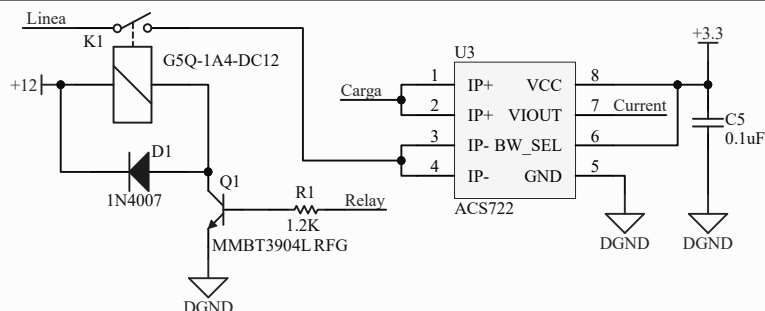 Linea
K1
G5Q-1A4-DC12
+12
D1
1N4007
Q1
R1
Relay
1.2K
MMBT3904L RFG
DGND
Carga
U3
1 IP+ VCC 8
2 IP+ VIOUT 7 Current
3 IP- BW_SEL 6
4 IP- GND 5
ACS722
DGND
+3.3
C5
0.1uF
DGND